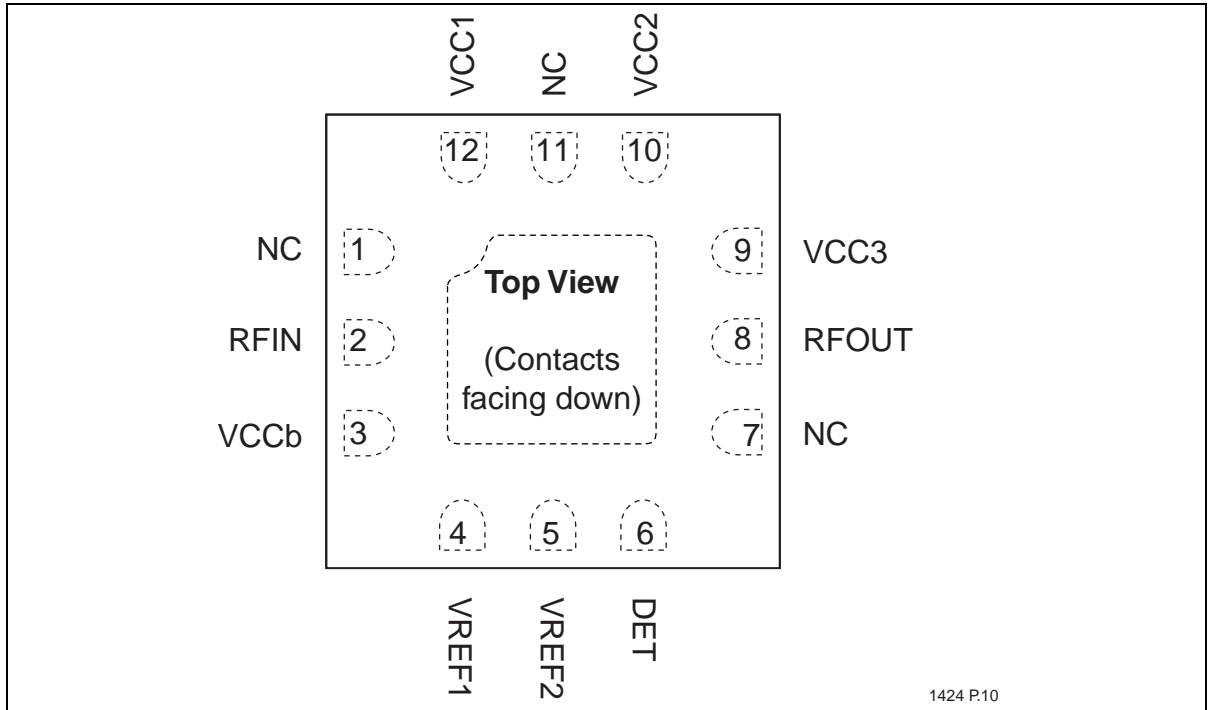 VCC1
NC
VCC2
12
11
10
NC
1
9
VCC3
Top View
RFIN
2
8
RFOUT
(Contacts
facing down)
VCCb
3
7
NC
4
5
6
VREF1
VREF2
DET
1424 P.10